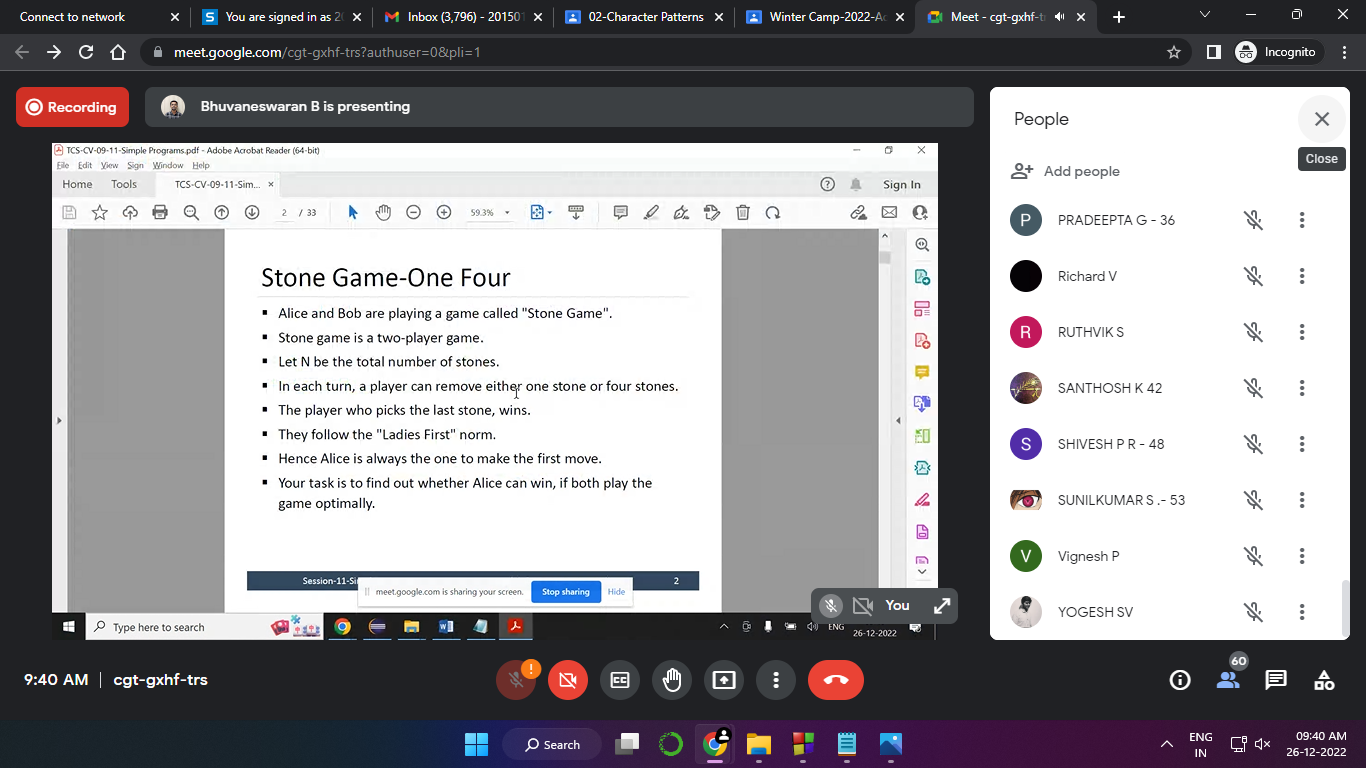 Connect to network
You are signed in as 20
Inbox (3,796) - 20150
02-Character Patterns
Winter Camp-2022-Ac
Meet - cgt-gxhf-tr
meet.google.com/cgt-gxhf-trs?authuser=0&pli=1
Incognito
Recording
Bhuvaneswaran B is presenting
TCS-CV-09-11-Simple Programs.pdf - Adobe Acrobat Reader (64-bit)
File Edit View Sign Window Help
Home Tools TCS-CV-09-11-Sim... Sign In
2 / 33 59.3%
Stone Game-One Four
▪ Alice and Bob are playing a game called "Stone Game".
▪ Stone game is a two-player game.
▪ Let N be the total number of stones.
▪ In each turn, a player can remove either one stone or four stones.
▪ The player who picks the last stone, wins.
▪ They follow the "Ladies First" norm.
▪ Hence Alice is always the one to make the first move.
▪ Your task is to find out whether Alice can win, if both play the
game optimally.
Session-11-Si 2
meet.google.com is sharing your screen. Stop sharing Hide
You
Type here to search
ENG
26-12-2022
People
Close
Add people
P PRADEEPTA G - 36
Richard V
R RUTHVIK S
SANTHOSH K 42
S SHIVESH P R - 48
SUNILKUMAR S .- 53
V Vignesh P
YOGESH SV
9:40 AM | cgt-gxhf-trs
60
Search
ENG
IN
09:40 AM
26-12-2022